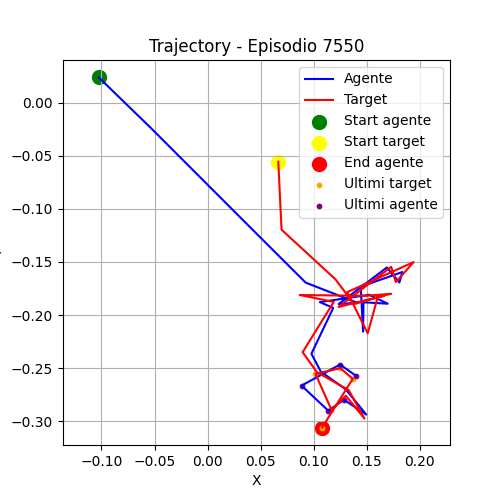 Trajectory - Episodio 7550
Agente
Target
Start agente
Start target
End agente
Ultimi target
Ultimi agente
0.00
−0.05
−0.10
−0.15
−0.20
−0.25
−0.30
−0.10
−0.05
0.00
0.05
0.10
0.15
0.20
X